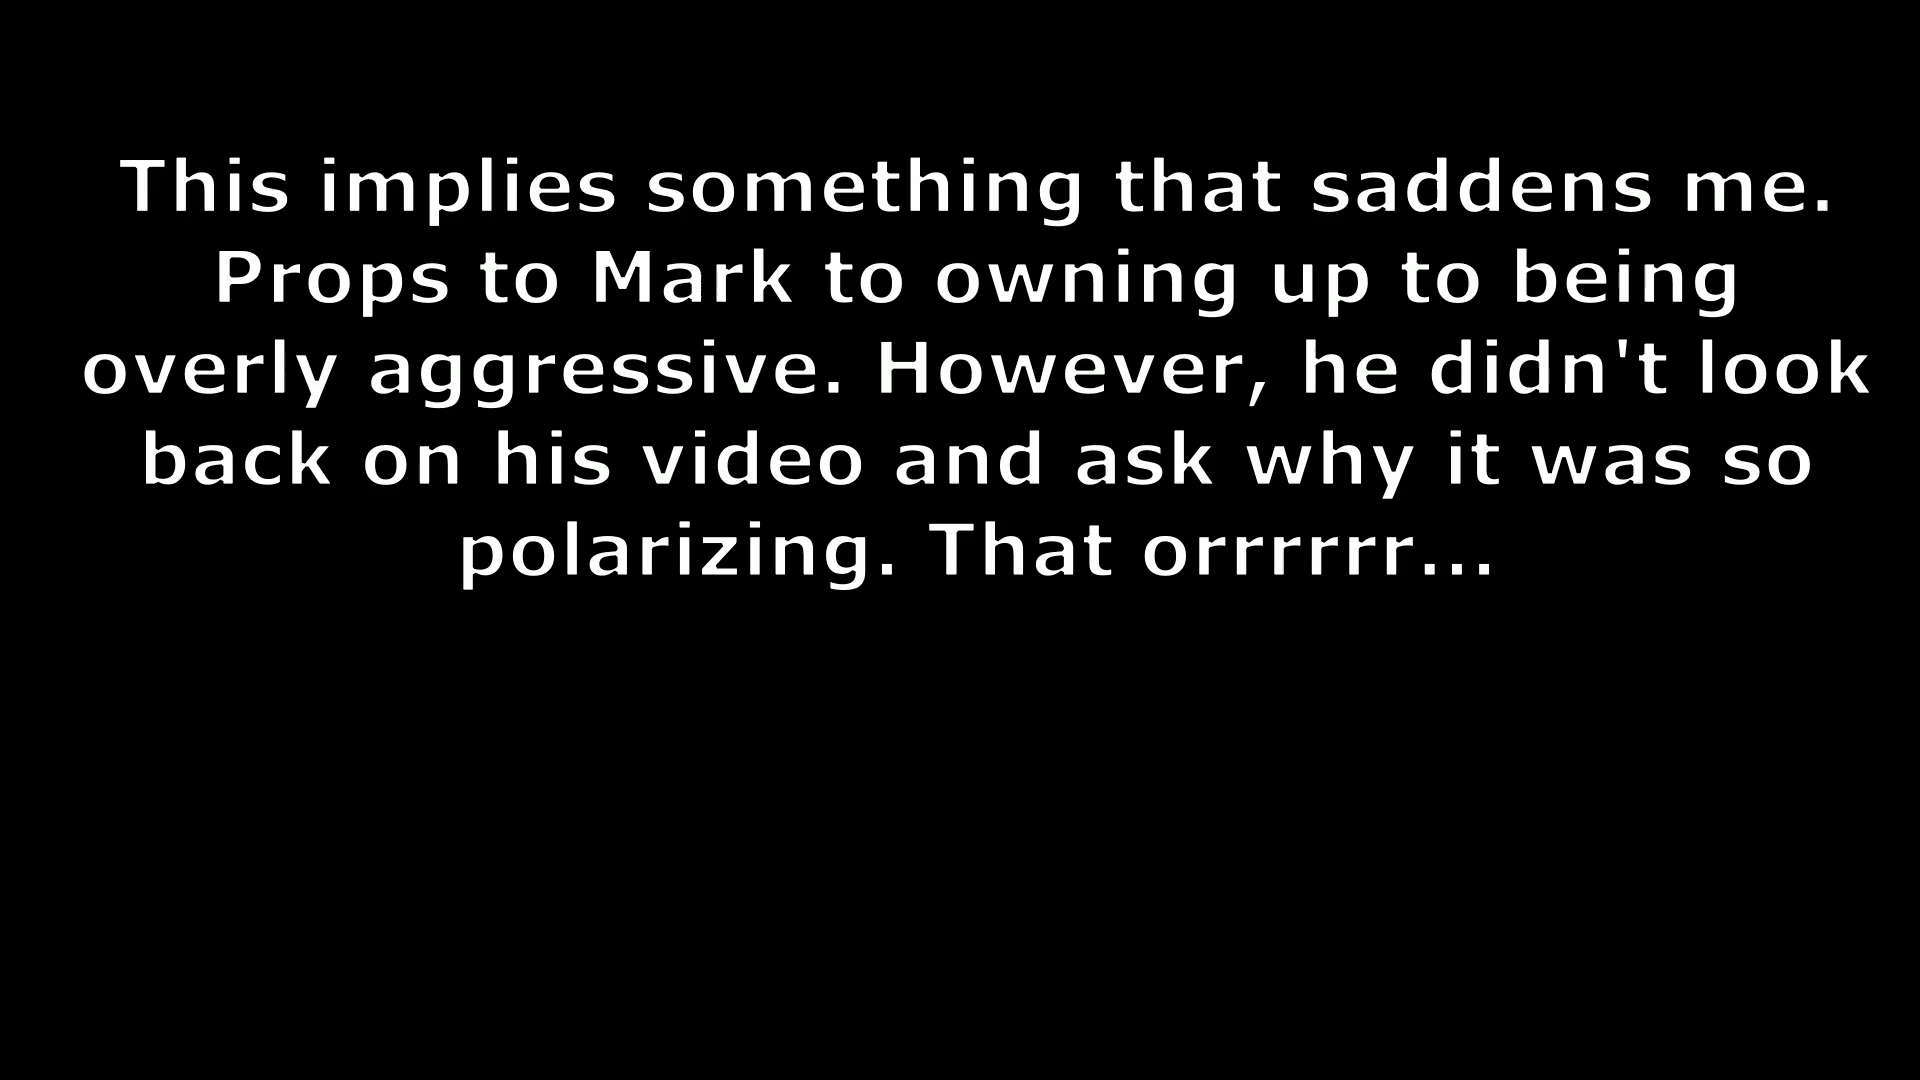 This implies something that saddens me.
Props to Mark to owning up to being
overly aggressive. However, he didn't look
back on his video and ask why it was so
polarizing. That orrrrrr...